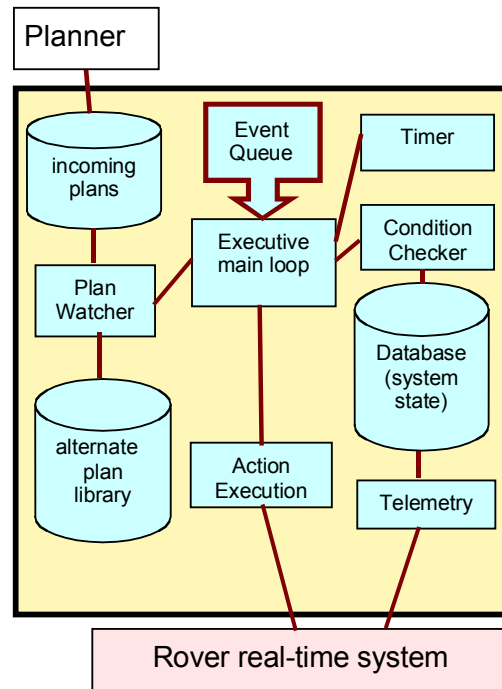 Planner
incoming
plans
Event
Queue
Timer
Executive
main loop
Condition
Checker
Plan
Watcher
Database
(system
state)
alternate
plan
library
Action
Execution
Telemetry
Rover real-time system